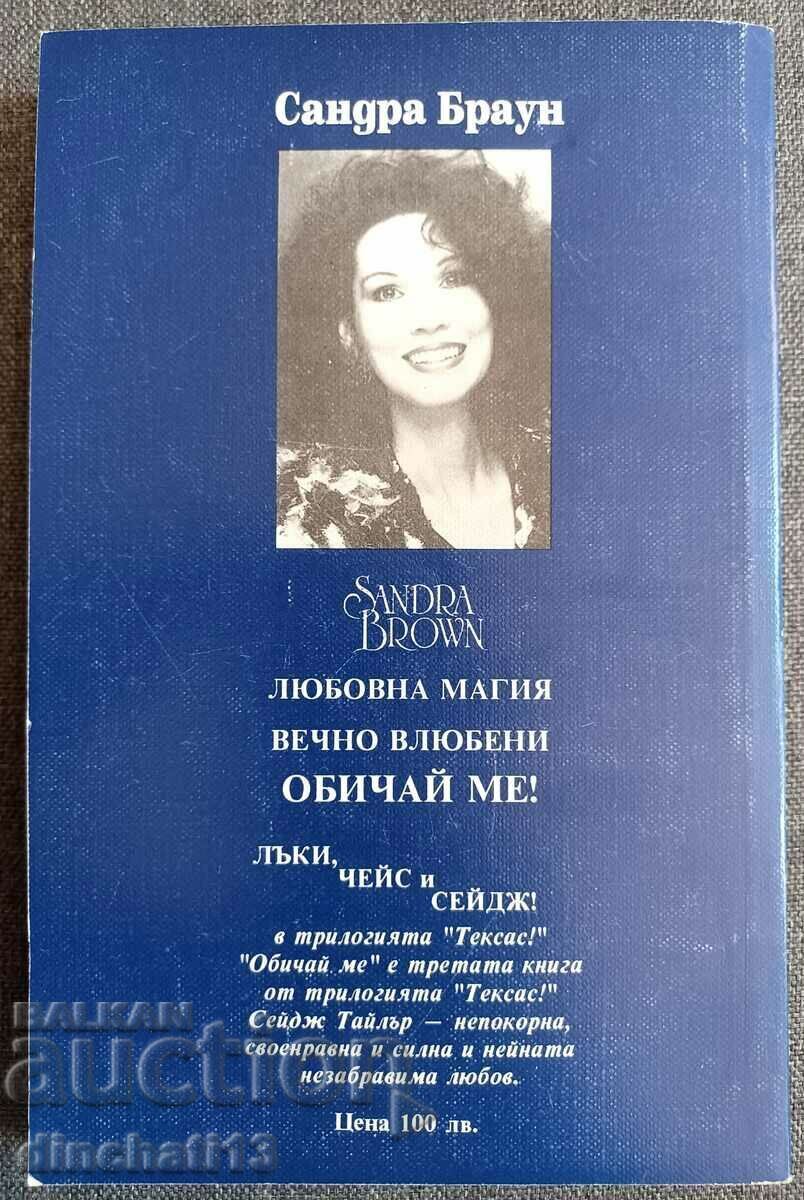 Сандра Браун
SANDRA
BROWN
ЛЮБОВНА МАГИЯ
ВЕЧНО ВЛЮБЕНИ
ОБИЧАЙ МЕ!
ЛЪКИ,
ЧЕЙС и
СЕЙДЖ!
в трилогията "Тексас!"
"Обичай ме" е третата книга
от трилогията "Тексас!"
Сейдж Тайлър — непокорна,
своенравна и силна и нейната
незабравима любов.
Цена 100 лв.
BALKAN
auction
dinchati13